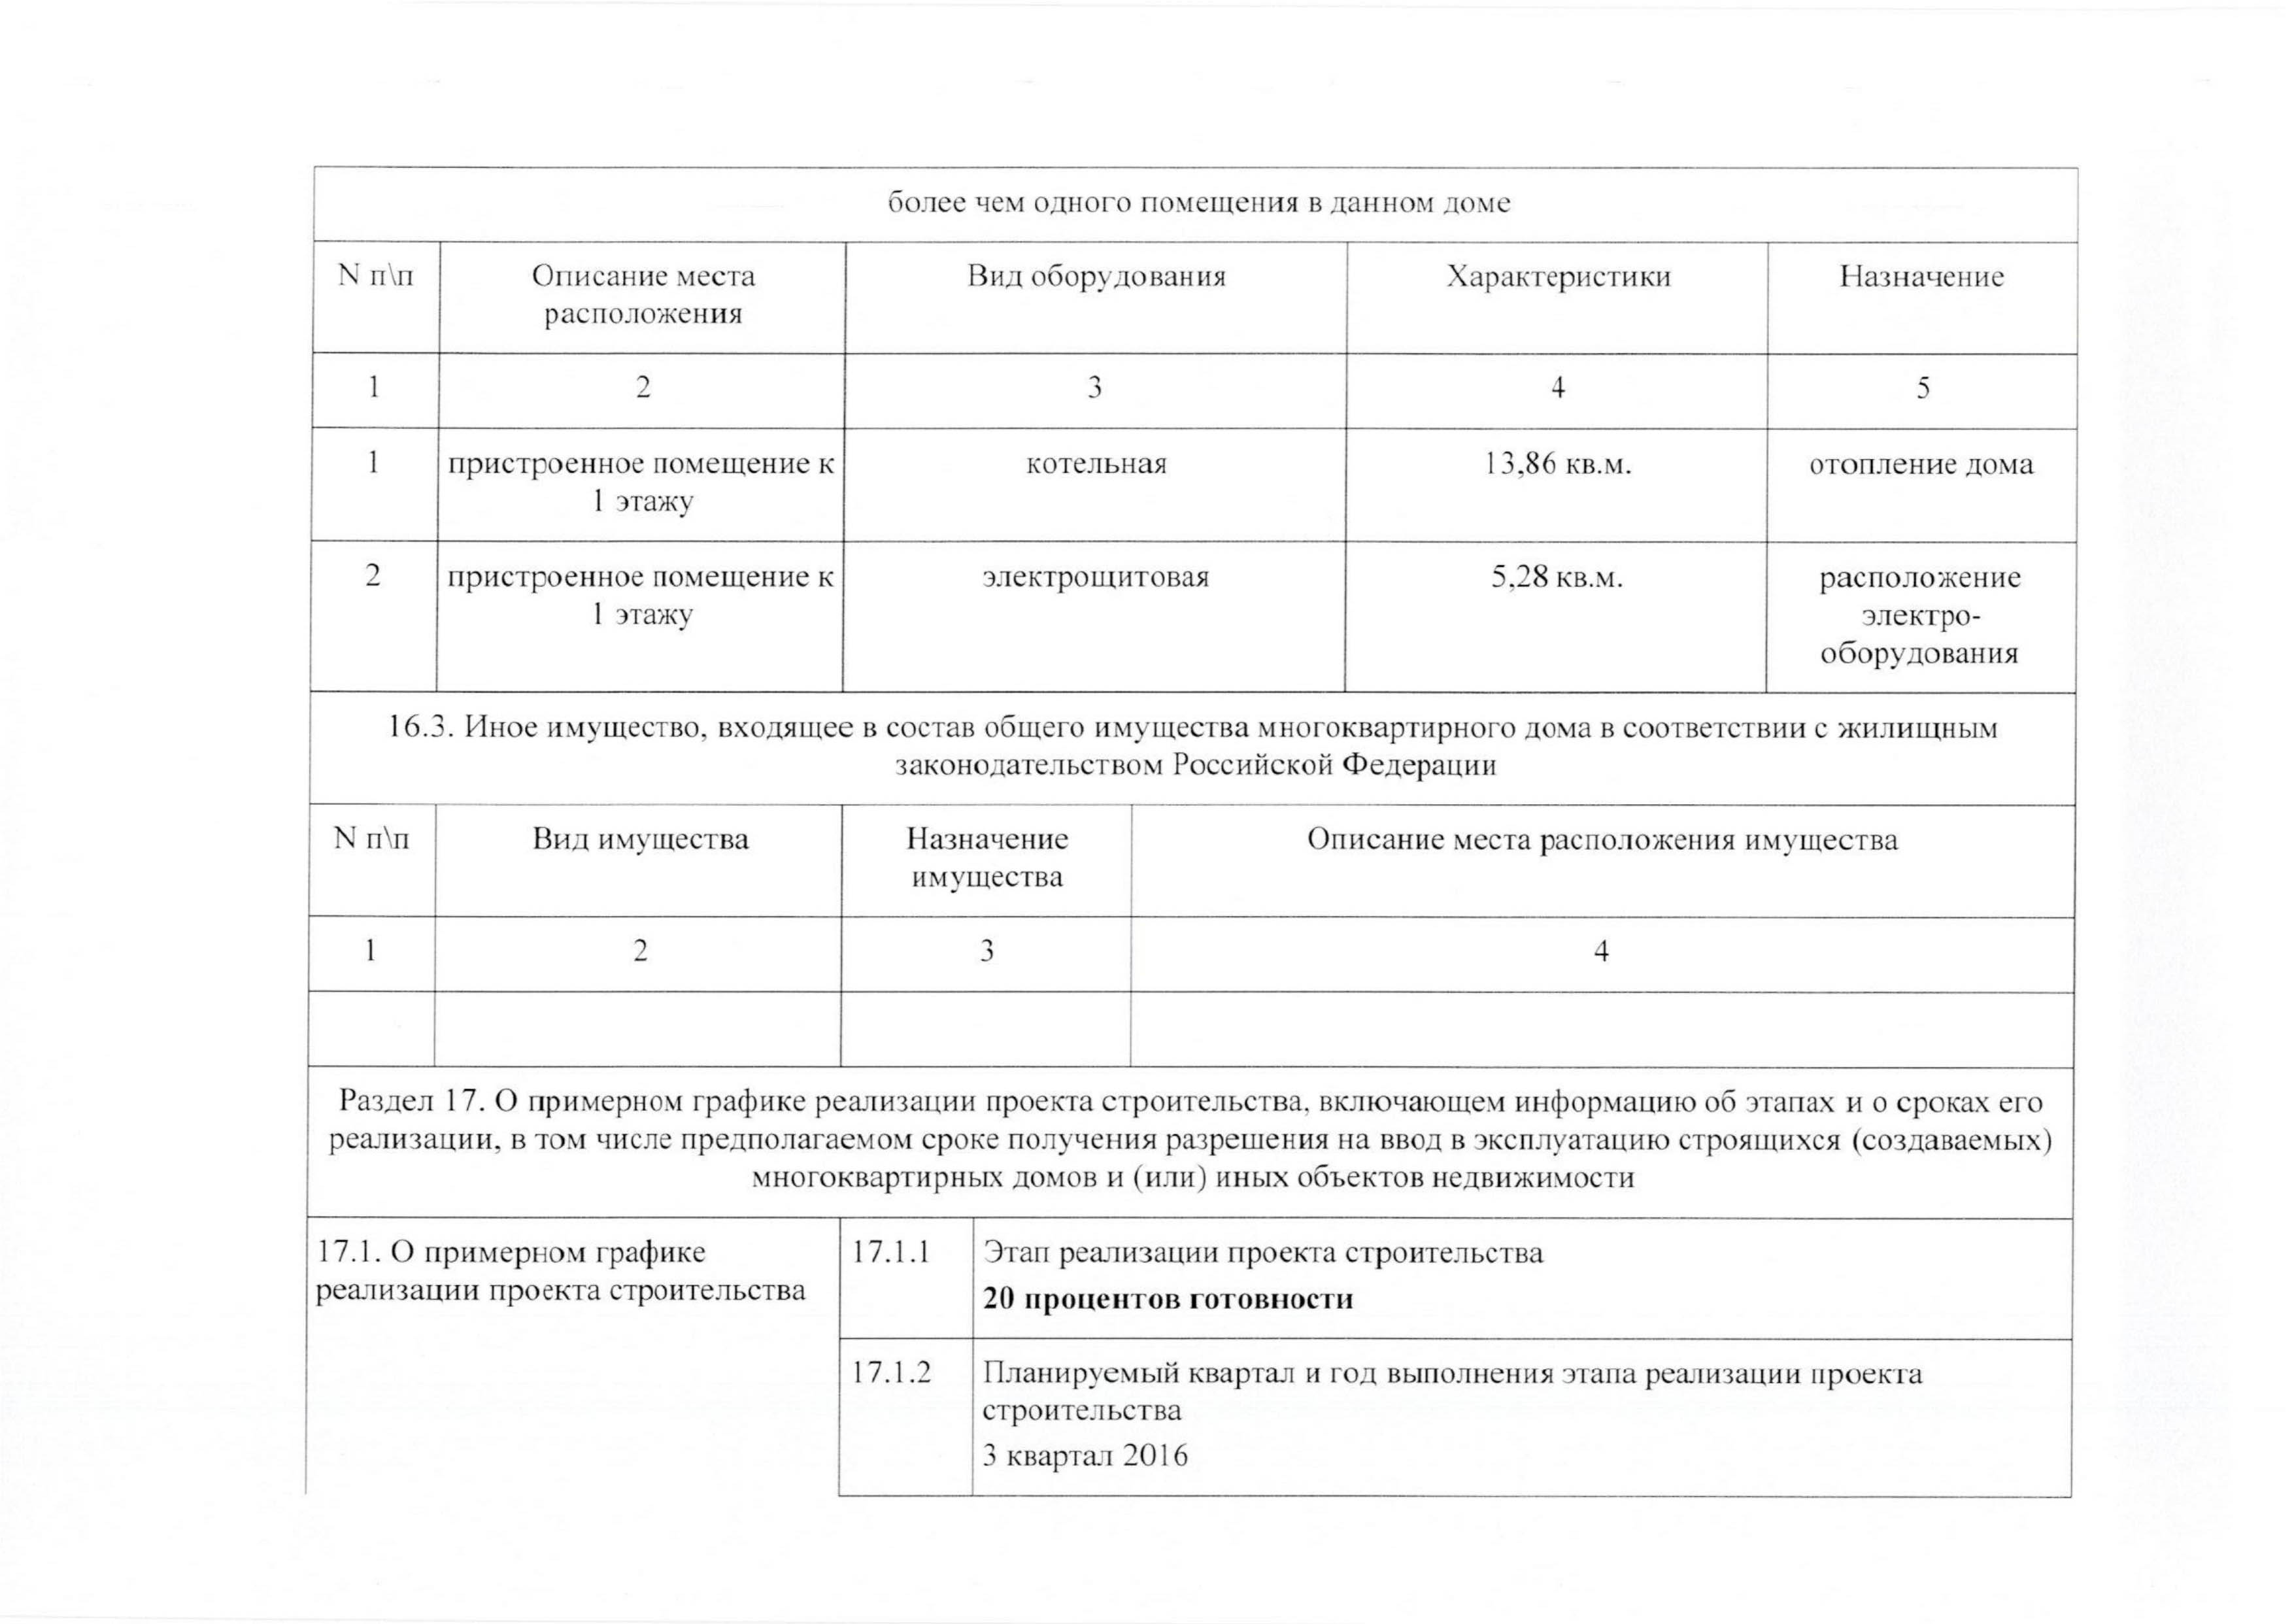 более чем одного помещения в данном доме
N п\п
Описание места
расположения
Вид оборудования
Характеристики
Назначение
1
2
3
4
5
1
пристроенное помещение к
1 этажу
котельная
13,86 кв.м.
отопление дома
2
пристроенное помещение к
1 этажу
электрощитовая
5,28 кв.м.
расположение
электро-
оборудования
16.3. Иное имущество, входящее в состав общего имущества многоквартирного дома в соответствии с жилищным
законодательством Российской Федерации
N п\п
Вид имущества
Назначение
имущества
Описание места расположения имущества
1
2
3
4
Раздел 17. О примерном графике реализации проекта строительства, включающем информацию об этапах и о сроках его
реализации, в том числе предполагаемом сроке получения разрешения на ввод в эксплуатацию строящихся (создаваемых)
многоквартирных домов и (или) иных объектов недвижимости
17.1. О примерном графике
реализации проекта строительства
17.1.1
Этап реализации проекта строительства
20 процентов готовности
17.1.2
Планируемый квартал и год выполнения этапа реализации проекта
строительства
3 квартал 2016